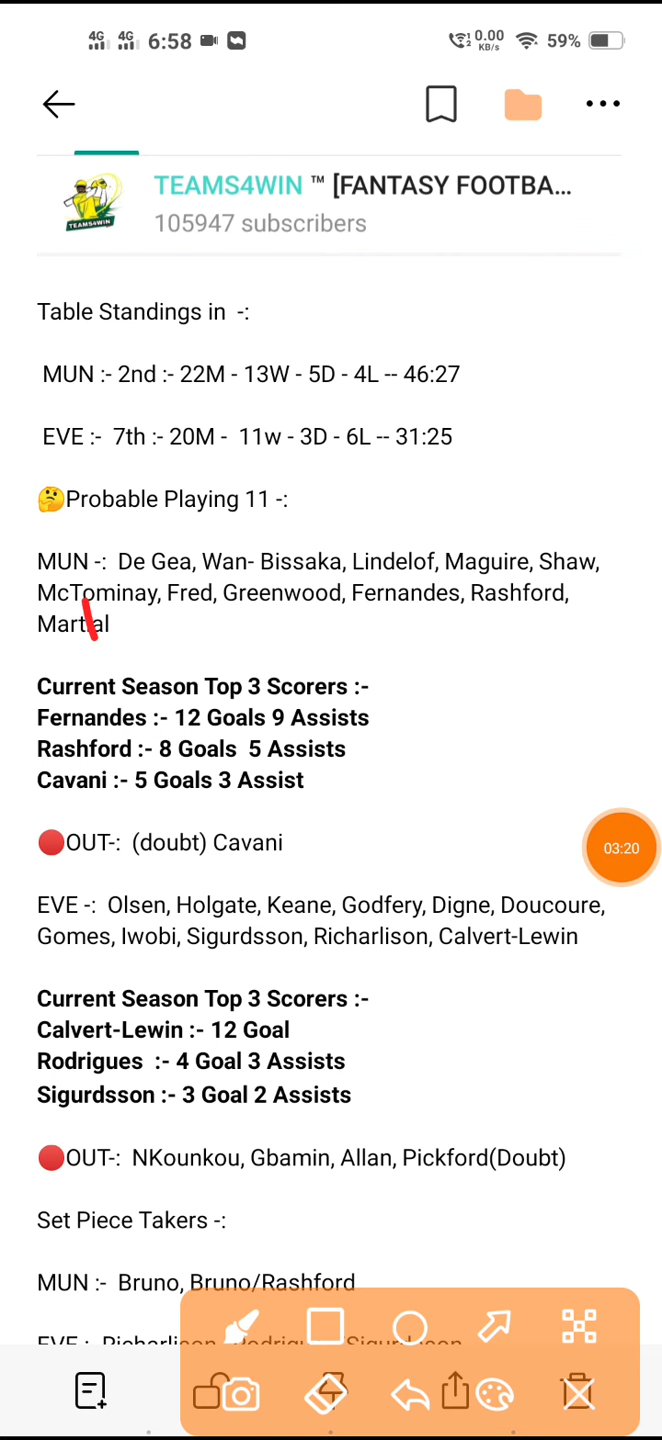 4G 4G 6:58 0.00 KB/s 59%
TEAMS4WIN ™ [FANTASY FOOTBA...
TEAMS4WIN
105947 subscribers
Table Standings in -:
MUN :- 2nd :- 22M - 13W - 5D - 4L -- 46:27
EVE :- 7th :- 20M - 11w - 3D - 6L -- 31:25
🤔Probable Playing 11 -:
MUN -: De Gea, Wan- Bissaka, Lindelof, Maguire, Shaw,
McTominay, Fred, Greenwood, Fernandes, Rashford,
Martial
Current Season Top 3 Scorers :-
Fernandes :- 12 Goals 9 Assists
Rashford :- 8 Goals 5 Assists
Cavani :- 5 Goals 3 Assist
🔴OUT-: (doubt) Cavani
03:20
EVE -: Olsen, Holgate, Keane, Godfery, Digne, Doucoure,
Gomes, Iwobi, Sigurdsson, Richarlison, Calvert-Lewin
Current Season Top 3 Scorers :-
Calvert-Lewin :- 12 Goal
Rodrigues :- 4 Goal 3 Assists
Sigurdsson :- 3 Goal 2 Assists
🔴OUT-: NKounkou, Gbamin, Allan, Pickford(Doubt)
Set Piece Takers -:
MUN :- Bruno, Bruno/Rashford